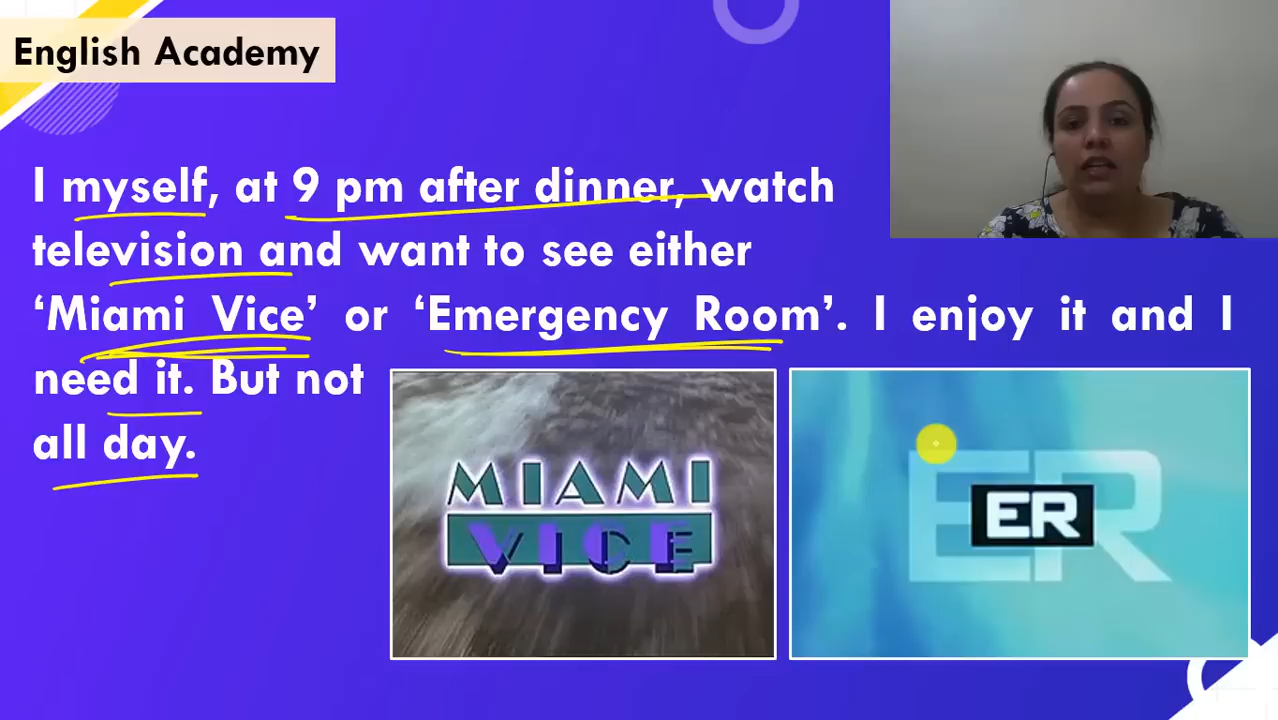 English Academy
I myself, at 9 pm after dinner, watch
television and want to see either
‘Miami Vice’ or ‘Emergency Room’. I enjoy it and I
need it. But not
all day.
MIAMI
VICE
ER
ER